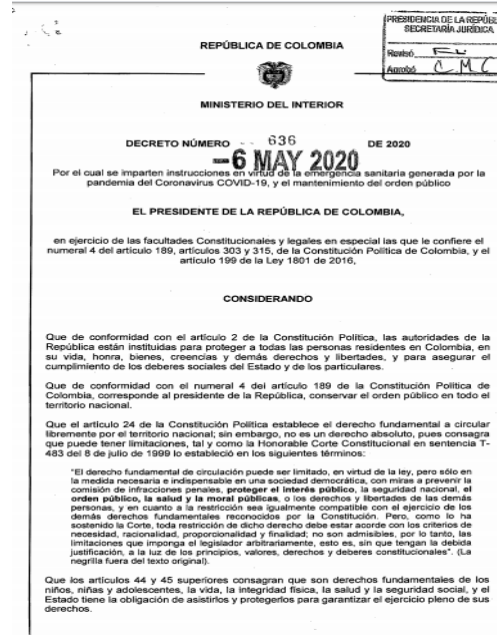 PRESIDENCIA DE LA REPÚBL
SECRETARÍA JURÍDICA
Revisó
Aprobó C M C
REPÚBLICA DE COLOMBIA
MINISTERIO DEL INTERIOR
DECRETO NÚMERO 636 DE 2020
6 MAY 2020
Por el cual se imparten instrucciones en virtud de la emergencia sanitaria generada por la
pandemia del Coronavirus COVID-19, y el mantenimiento del orden público
EL PRESIDENTE DE LA REPÚBLICA DE COLOMBIA,
en ejercicio de las facultades Constitucionales y legales en especial las que le confiere el
numeral 4 del artículo 189, artículos 303 y 315, de la Constitución Política de Colombia, y el
artículo 199 de la Ley 1801 de 2016,
CONSIDERANDO
Que de conformidad con el artículo 2 de la Constitución Política, las autoridades de la
República están instituidas para proteger a todas las personas residentes en Colombia, en
su vida, honra, bienes, creencias y demás derechos y libertades, y para asegurar el
cumplimiento de los deberes sociales del Estado y de los particulares.
Que de conformidad con el numeral 4 del artículo 189 de la Constitución Política de
Colombia, corresponde al presidente de la República, conservar el orden público en todo el
territorio nacional.
Que el artículo 24 de la Constitución Política establece el derecho fundamental a circular
libremente por el territorio nacional; sin embargo, no es un derecho absoluto, pues consagra
que puede tener limitaciones, tal y como la Honorable Corte Constitucional en sentencia T-
483 del 8 de julio de 1999 lo estableció en los siguientes términos:
"El derecho fundamental de circulación puede ser limitado, en virtud de la ley, pero sólo en
la medida necesaria e indispensable en una sociedad democrática, con miras a prevenir la
comisión de infracciones penales, proteger el interés público, la seguridad nacional, el
orden público, la salud y la moral públicas, o los derechos y libertades de las demás
personas, y en cuanto a la restricción sea igualmente compatible con el ejercicio de los
demás derechos fundamentales reconocidos por la Constitución. Pero, como lo ha
sostenido la Corte, toda restricción de dicho derecho debe estar acorde con los criterios de
necesidad, racionalidad, proporcionalidad y finalidad; no son admisibles, por lo tanto, las
limitaciones que imponga el legislador arbitrariamente, esto es, sin que tengan la debida
justificación, a la luz de los principios, valores, derechos y deberes constitucionales". (La
negrilla fuera del texto original).
Que los artículos 44 y 45 superiores consagran que son derechos fundamentales de los
niños, niñas y adolescentes, la vida, la integridad física, la salud y la seguridad social, y el
Estado tiene la obligación de asistirlos y protegerlos para garantizar el ejercicio pleno de sus
derechos.